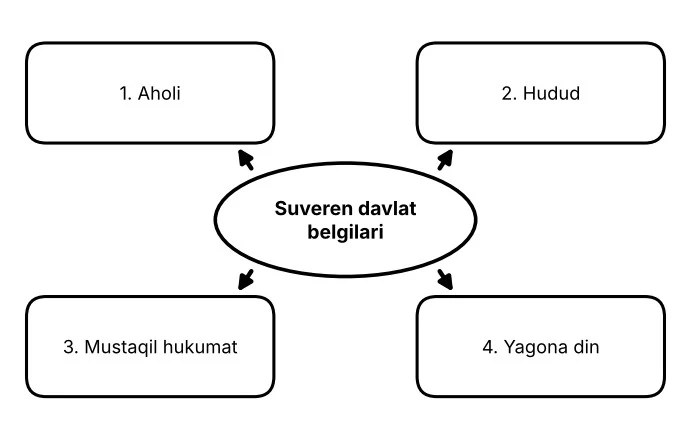 1. Aholi
2. Hudud
Suveren davlat
belgilari
3. Mustaqil hukumat
4. Yagona din